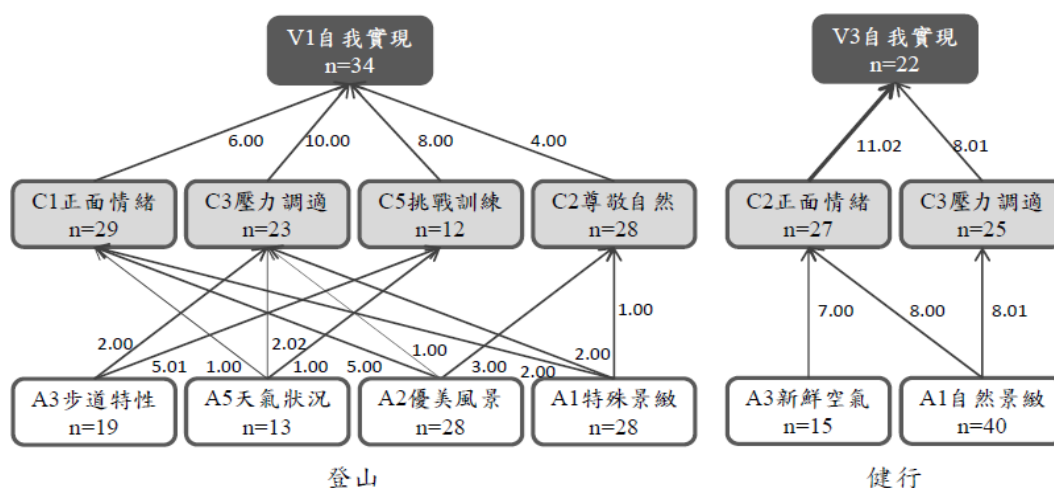 V1自我實現
n=34
V3自我實現
n=22
6.00
10.00
8.00
4.00
11.02
8.01
C1正面情緒
n=29
C3壓力調適
n=23
C5挑戰訓練
n=12
C2尊敬自然
n=28
C2正面情緒
n=27
C3壓力調適
n=25
2.00
5.01
1.00
2.02
1.00
5.00
1.00
3.00
2.00
2.00
1.00
7.00
8.00
8.01
A3步道特性
n=19
A5天氣狀況
n=13
A2優美風景
n=28
A1特殊景緻
n=28
A3新鮮空氣
n=15
A1自然景緻
n=40
登山
健行